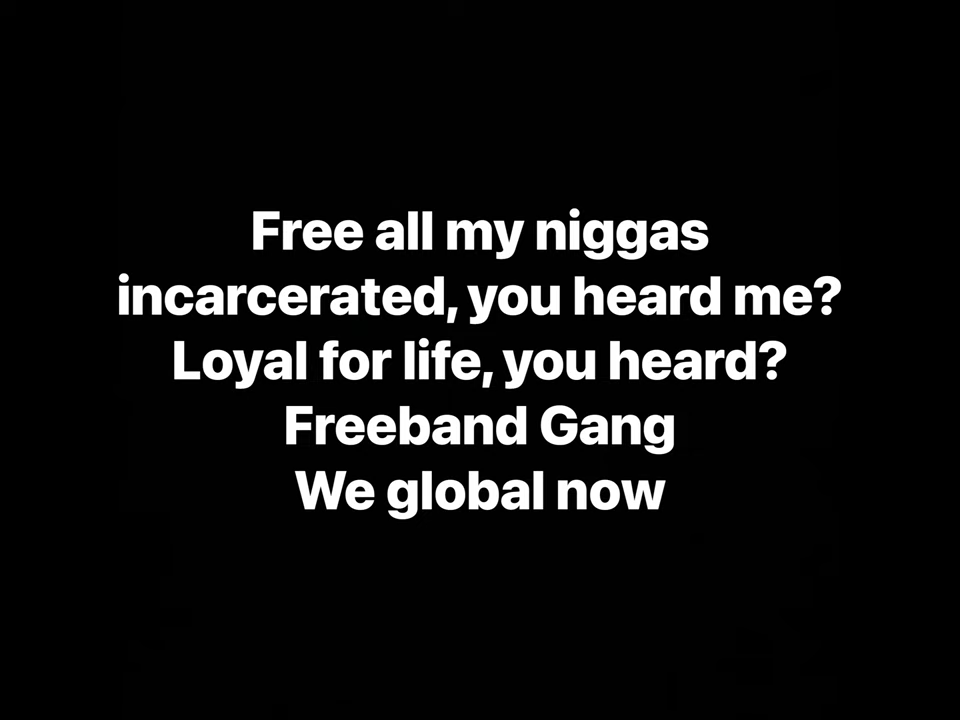 Free all my niggas
incarcerated, you heard me?
Loyal for life, you heard?
Freeband Gang
We global now